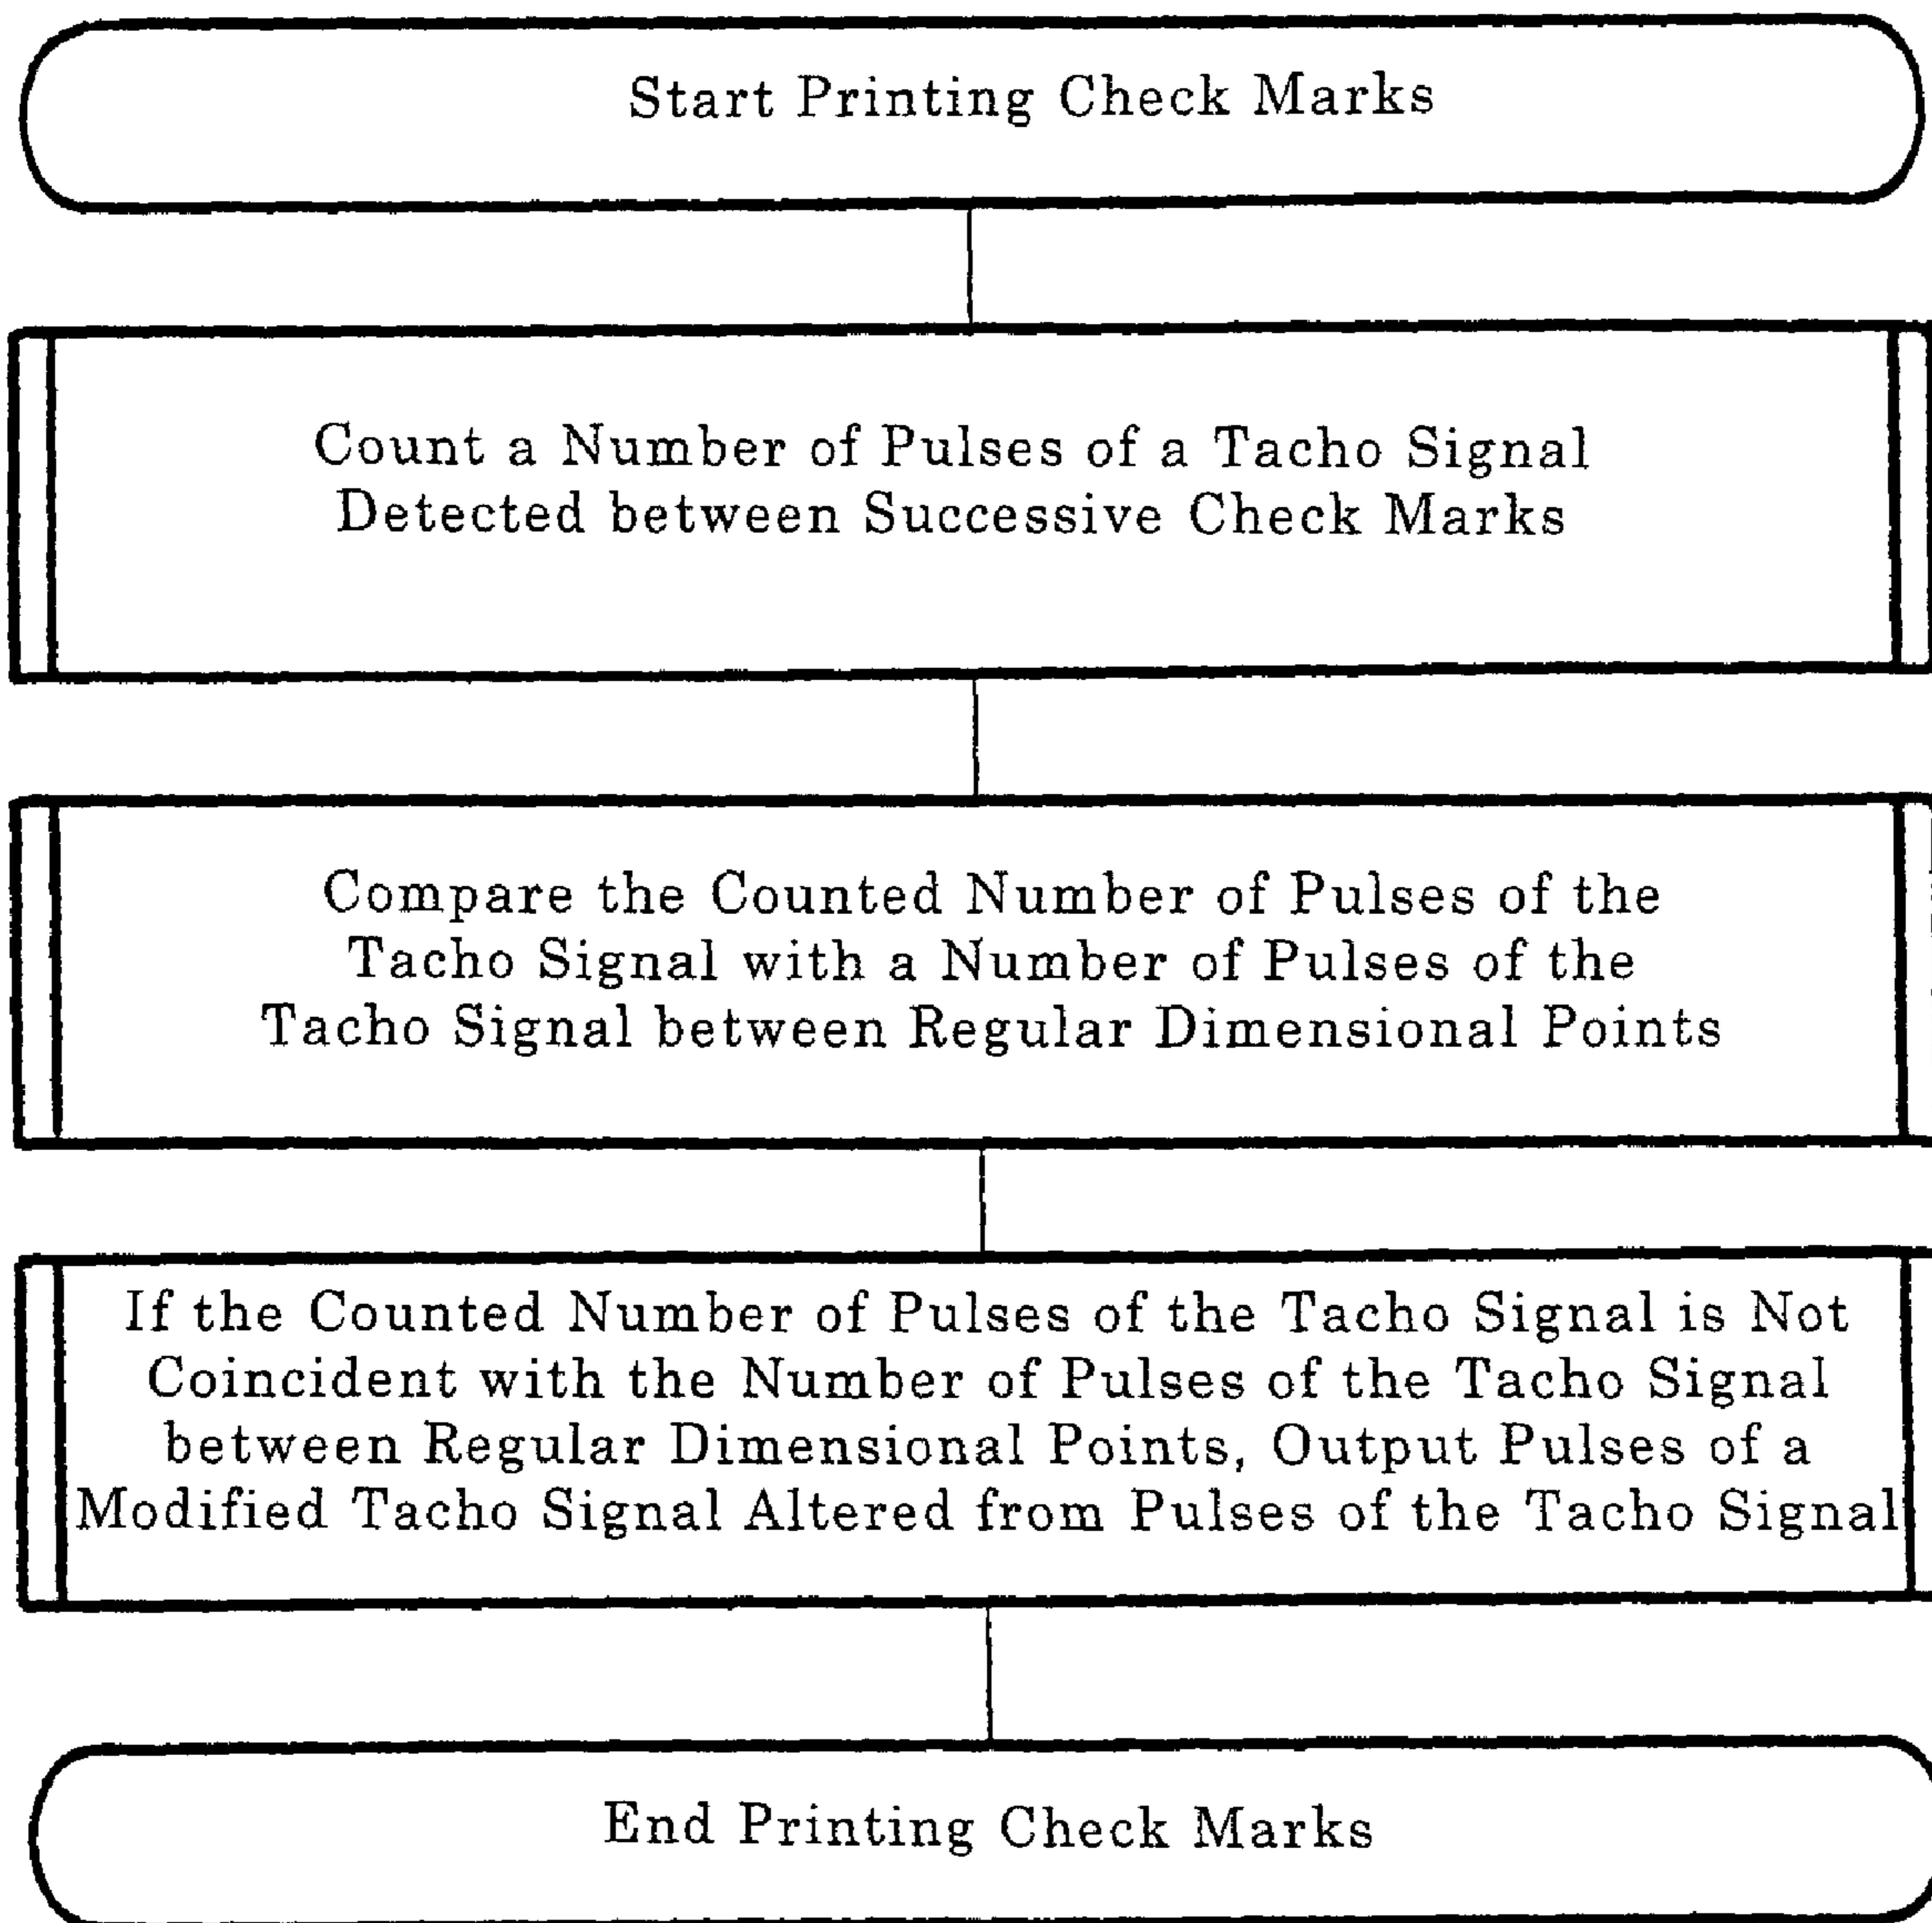 Start Printing Check Marks
Count a Number of Pulses of a Tacho Signal
Detected between Successive Check Marks
Compare the Counted Number of Pulses of the
Tacho Signal with a Number of Pulses of the
Tacho Signal between Regular Dimensional Points
If the Counted Number of Pulses of the Tacho Signal is Not
Coincident with the Number of Pulses of the Tacho Signal
between Regular Dimensional Points, Output Pulses of a
Modified Tacho Signal Altered from Pulses of the Tacho Signal
End Printing Check Marks